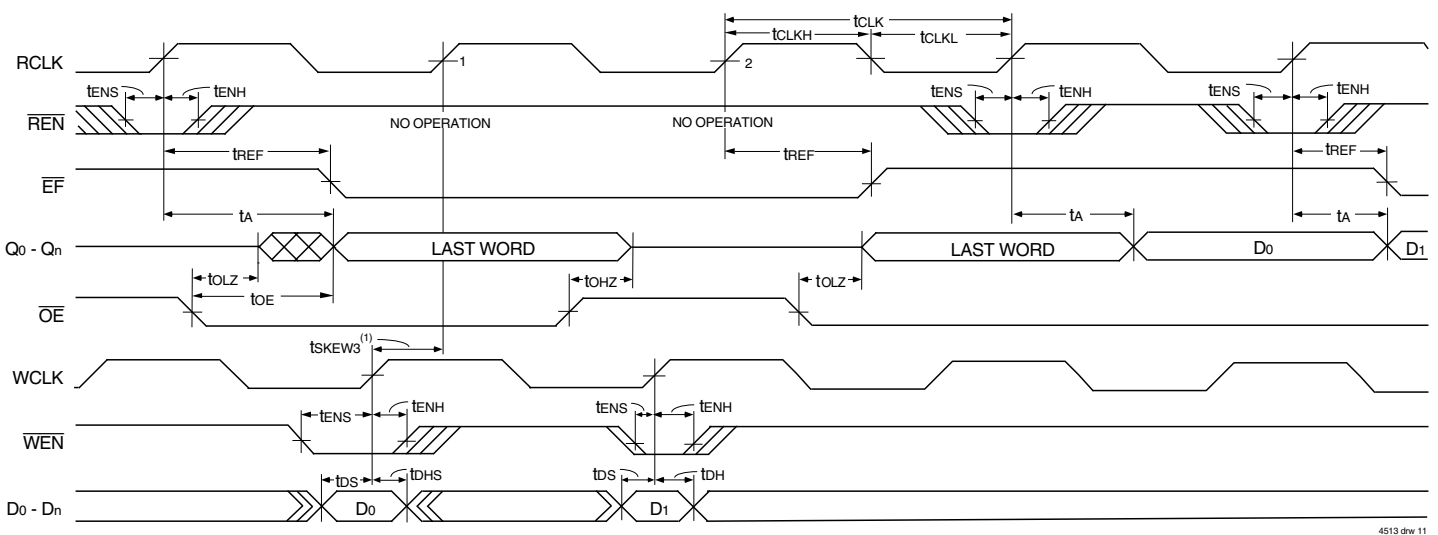 tCLK
tCLKH
tCLKL
RCLK
1
2
tENS
tENH
tENS
tENH
tENS
tENH
REN
NO OPERATION
NO OPERATION
tREF
tREF
tREF
EF
tA
tA
tA
Q0 - Qn
LAST WORD
LAST WORD
D0
D1
tOLZ
tOHZ
tOLZ
tOE
OE
tSKEW3(1)
WCLK
tENS
tENH
tENS
tENH
WEN
tDS
tDHS
tDS
tDH
D0 - Dn
D0
D1
4513 drw 11